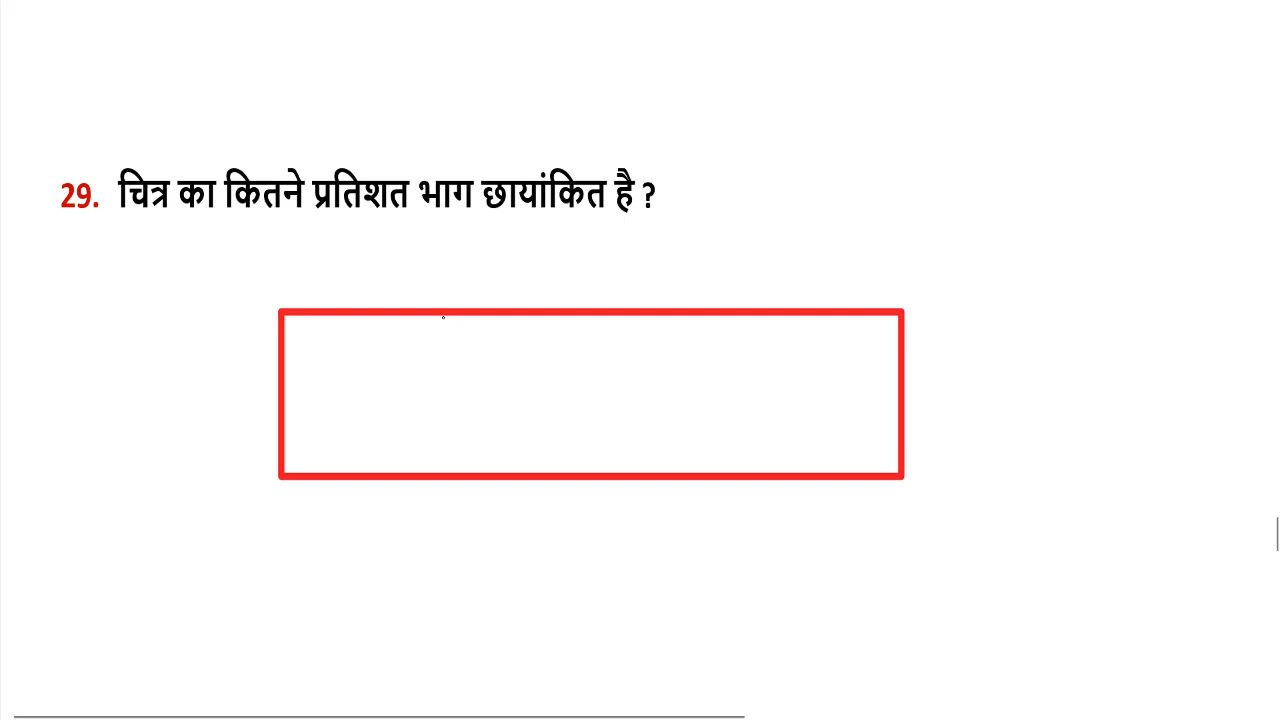 29. चित्र का कितने प्रतिशत भाग छायांकित है ?